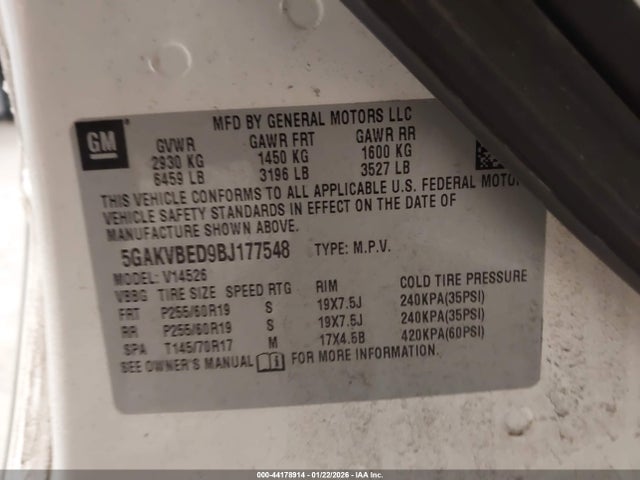 MFD BY GENERAL MOTORS LLC
GM
GVWR GAWR FRT GAWR RR
2930 KG 1450 KG 1600 KG
6459 LB 3196 LB 3527 LB
THIS VEHICLE CONFORMS TO ALL APPLICABLE U.S. FEDERAL MOTOR
VEHICLE SAFETY STANDARDS IN EFFECT ON THE DATE OF
MANUFACTURE SHOWN ABOVE.
5GAKVBED9BJ177548 TYPE: M.P.V.
MODEL: V14526
VBBG TIRE SIZE SPEED RTG RIM COLD TIRE PRESSURE
FRT P255/60R19 S 19X7.5J 240KPA(35PSI)
RR P255/60R19 S 19X7.5J 240KPA(35PSI)
SPA T145/70R17 M 17X4.5B 420KPA(60PSI)
SEE OWNER'S MANUAL FOR MORE INFORMATION.
000-44178914 - 01/22/2026 - IAA Inc.